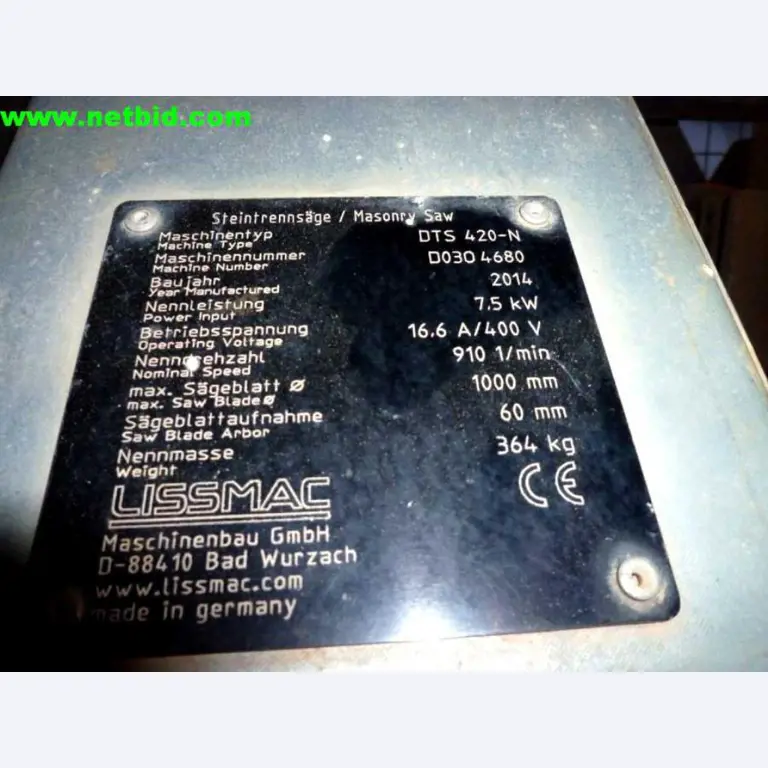 www.netbid.com
Steintrennsäge / Masonry Saw
Maschinentyp DTS 420-N
Machine Type
Maschinennummer D030 4680
Machine Number
Baujahr 2014
Year Manufactured
Nennleistung 7.5 kW
Power Input
Betriebsspannung 16.6 A/400 V
Operating Voltage
Nenndrehzahl 910 1/min
Nominal Speed
max. Sägeblatt Ø 1000 mm
max. Saw Blade Ø
Sägeblattaufnahme 60 mm
Saw Blade Arbor
Nennmasse 364 kg
Weight
CE
LISSMAC
Maschinenbau GmbH
D-88410 Bad Wurzach
www.lissmac.com
made in germany